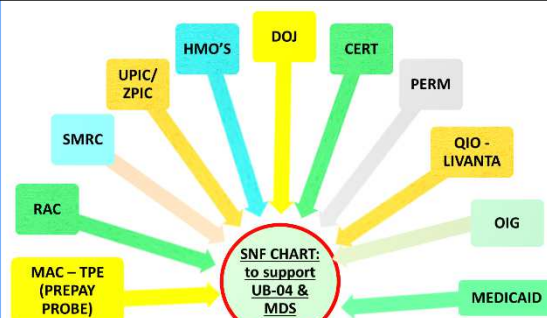 DOJ
HMO'S
CERT
UPIC/
ZPIC
PERM
SMRC
QIO -
LIVANTA
RAC
OIG
MAC – TPE
(PREPAY
PROBE)
SNF CHART:
to support
UB-04 &
MDS
MEDICAID